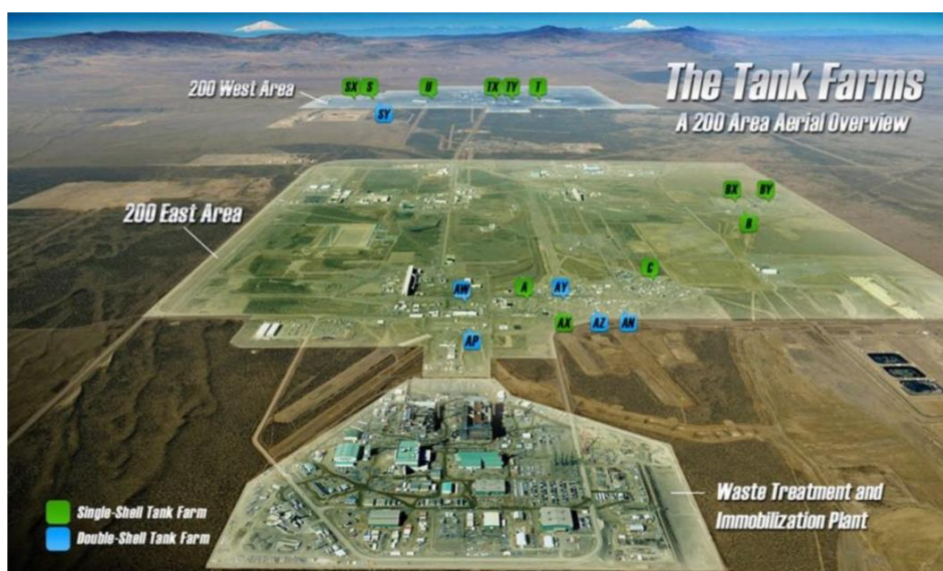 The Tank Farms
A 200 Area Aerial Overview
200 West Area
SX
S
U
TX
TY
T
SY
200 East Area
BX
BY
B
C
AW
A
AY
AX
AZ
AN
AP
Waste Treatment and
Immobilization Plant
Single-Shell Tank Farm
Double-Shell Tank Farm